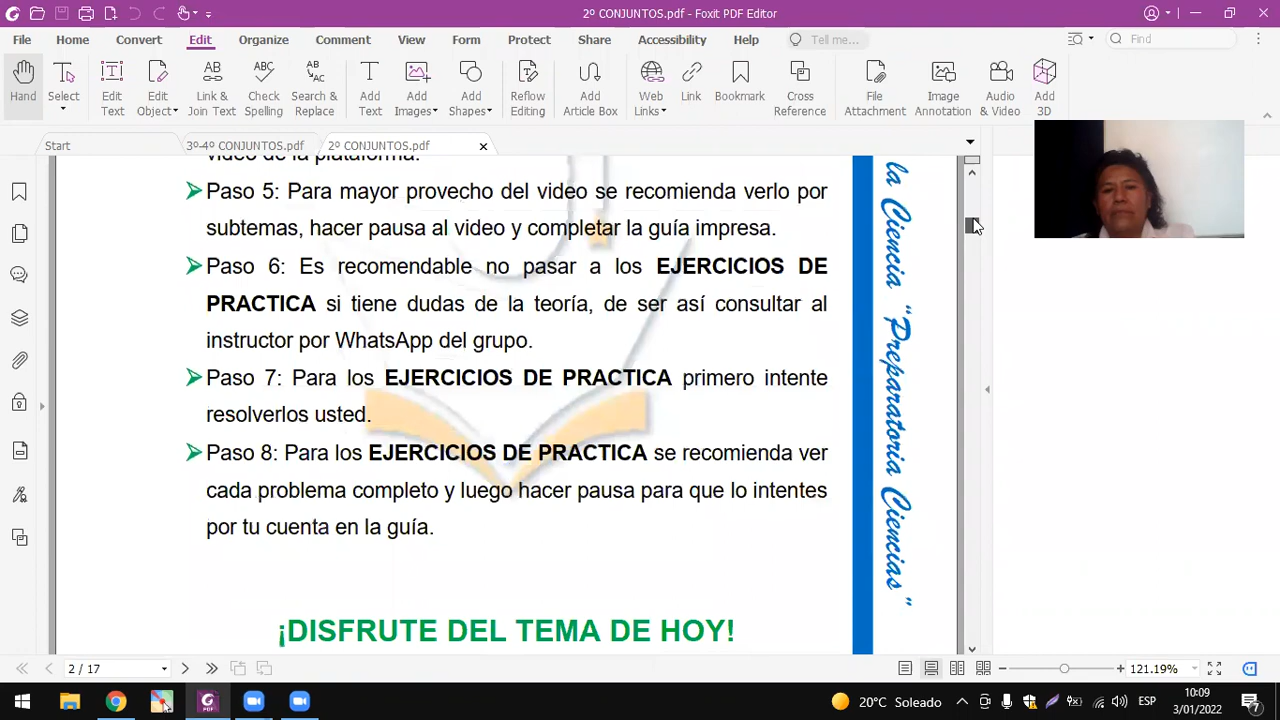 2º CONJUNTOS.pdf - Foxit PDF Editor
File Home Convert Edit Organize Comment View Form Protect Share Accessibility Help Tell me... Find
Hand Select Edit Text Edit Object Link & Join Text Check Spelling Search & Replace Add Text Add Images Add Shapes Reflow Editing Add Article Box Web Links Link Bookmark Cross Reference File Attachment Image Annotation Audio & Video Add 3D
Start 3º-4º CONJUNTOS.pdf 2º CONJUNTOS.pdf
video de la plataforma.
Paso 5: Para mayor provecho del video se recomienda verlo por
subtemas, hacer pausa al video y completar la guía impresa.
Paso 6: Es recomendable no pasar a los EJERCICIOS DE
PRACTICA si tiene dudas de la teoría, de ser así consultar al
instructor por WhatsApp del grupo.
Paso 7: Para los EJERCICIOS DE PRACTICA primero intente
resolverlos usted.
Paso 8: Para los EJERCICIOS DE PRACTICA se recomienda ver
cada problema completo y luego hacer pausa para que lo intentes
por tu cuenta en la guía.
¡DISFRUTE DEL TEMA DE HOY!
la Ciencia "Preparatoria Ciencias"
2 / 17
121.19%
20°C Soleado
ESP
10:09
3/01/2022
7